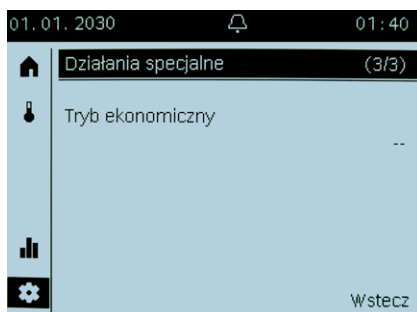 01.01.2030 01:40
Działania specjalne (3/3)
Tryb ekonomiczny
--
Wstecz